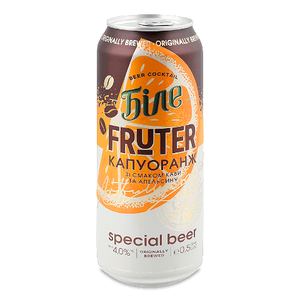 ORIGINALLY BREWED
BEER COCKTAIL
Біле
FRUTER
КАПУОРАНЖ
ЗІ СМАКОМ КАВИ
ТА АПЕЛЬСИНУ
special beer
4,0%
ORIGINALLY
BREWED
℮0,5